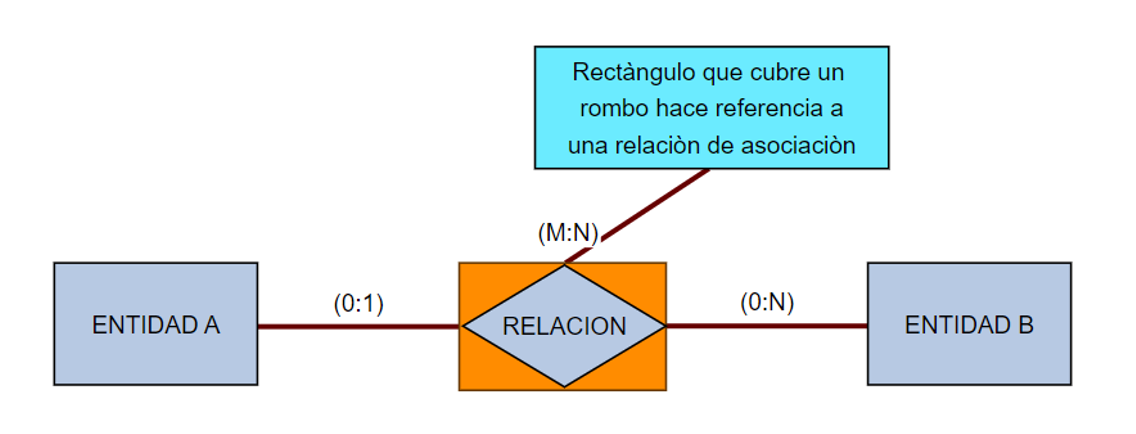 Rectàngulo que cubre un
rombo hace referencia a
una relaciòn de asociaciòn
(M:N)
ENTIDAD A
(0:1)
RELACION
(0:N)
ENTIDAD B